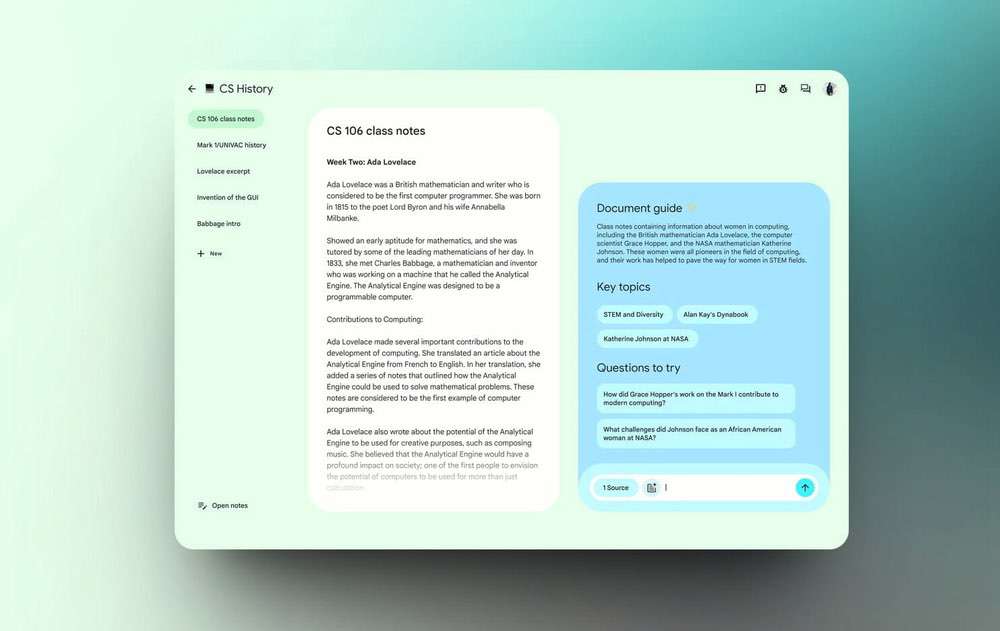 CS History
CS 106 class notes
Mark 1/UNIVAC history
Lovelace excerpt
Invention of the GUI
Babbage intro
New
Open notes
CS 106 class notes
Week Two: Ada Lovelace
Ada Lovelace was a British mathematician and writer who is
considered to be the first computer programmer. She was born
in 1815 to the poet Lord Byron and his wife Annabella
Milbanke.
Showed an early aptitude for mathematics, and she was
tutored by some of the leading mathematicians of her day. In
1833, she met Charles Babbage, a mathematician and inventor
who was working on a machine that he called the Analytical
Engine. The Analytical Engine was designed to be a
programmable computer.
Contributions to Computing:
Ada Lovelace made several important contributions to the
development of computing. She translated an article about the
Analytical Engine from French to English. In her translation, she
added a series of notes that outlined how the Analytical
Engine could be used to solve mathematical problems. These
notes are considered to be the first example of computer
programming.
Ada Lovelace also wrote about the potential of the Analytical
Engine to be used for creative purposes, such as composing
music. She believed that the Analytical Engine would have a
profound impact on society; one of the first people to envision
the potential of computers to be used for more than just
calculation.
Document guide
Class notes containing information about women in computing,
including the British mathematician Ada Lovelace, the computer
scientist Grace Hopper, and the NASA mathematician Katherine
Johnson. These women were all pioneers in the field of computing,
and their work has helped to pave the way for women in STEM fields.
Key topics
STEM and Diversity
Alan Kay's Dynabook
Katherine Johnson at NASA
Questions to try
How did Grace Hopper's work on the Mark I contribute to
modern computing?
What challenges did Johnson face as an African American
woman at NASA?
1 Source